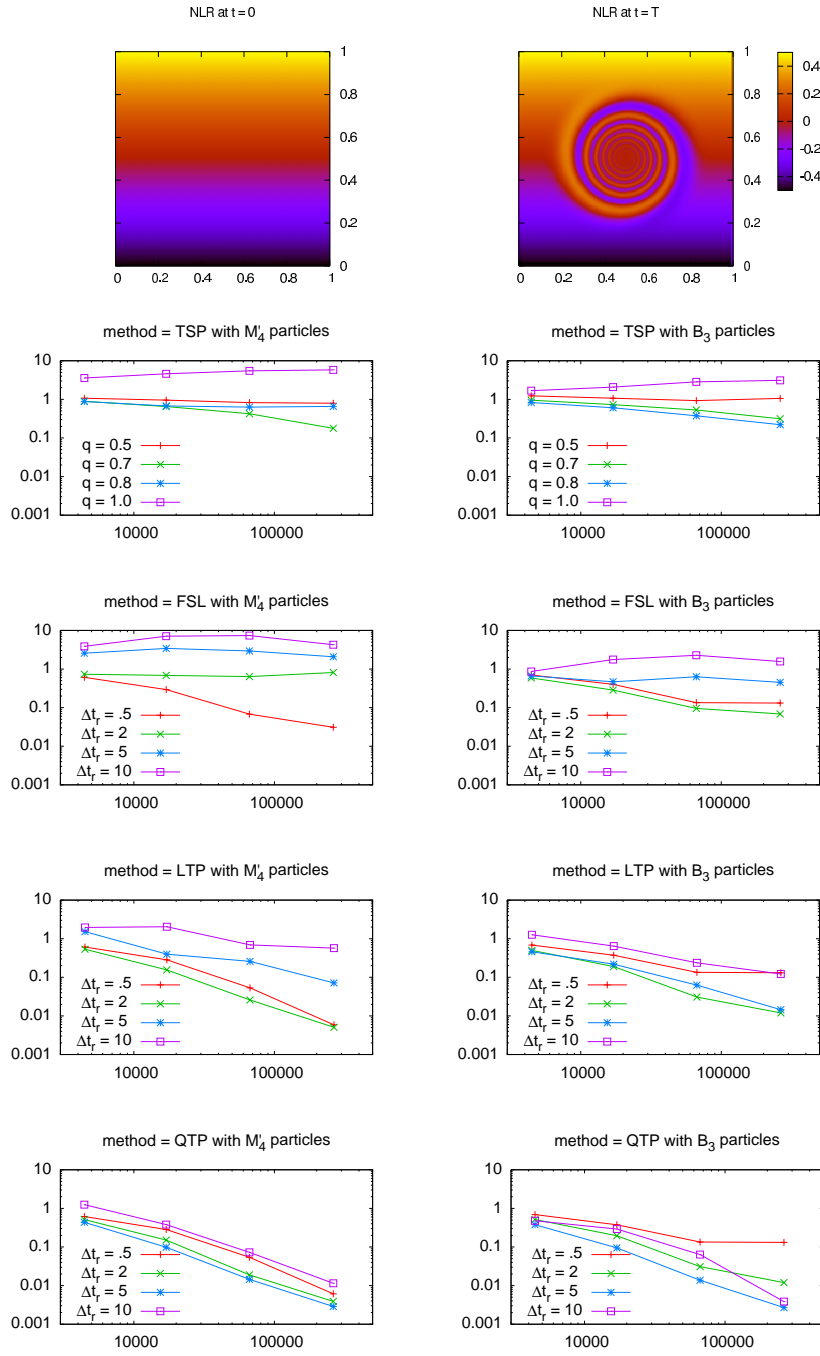 NLR at t = 0
NLR at t = T
1
0.8
0.6
0.4
0.2
0
0 0.2 0.4 0.6 0.8 1
1
0.8
0.6
0.4
0.2
0
0 0.2 0.4 0.6 0.8 1
0.4
0.2
0
-0.2
-0.4
method = TSP with M'4 particles
10
1
0.1
0.01
0.001
q = 0.5
q = 0.7
q = 0.8
q = 1.0
10000 100000
method = TSP with B3 particles
10
1
0.1
0.01
0.001
q = 0.5
q = 0.7
q = 0.8
q = 1.0
10000 100000
method = FSL with M'4 particles
10
1
0.1
0.01
0.001
Δtr = .5
Δtr = 2
Δtr = 5
Δtr = 10
10000 100000
method = FSL with B3 particles
10
1
0.1
0.01
0.001
Δtr = .5
Δtr = 2
Δtr = 5
Δtr = 10
10000 100000
method = LTP with M'4 particles
10
1
0.1
0.01
0.001
Δtr = .5
Δtr = 2
Δtr = 5
Δtr = 10
10000 100000
method = LTP with B3 particles
10
1
0.1
0.01
0.001
Δtr = .5
Δtr = 2
Δtr = 5
Δtr = 10
10000 100000
method = QTP with M'4 particles
10
1
0.1
0.01
0.001
Δtr = .5
Δtr = 2
Δtr = 5
Δtr = 10
10000 100000
method = QTP with B3 particles
10
1
0.1
0.01
0.001
Δtr = .5
Δtr = 2
Δtr = 5
Δtr = 10
10000 100000